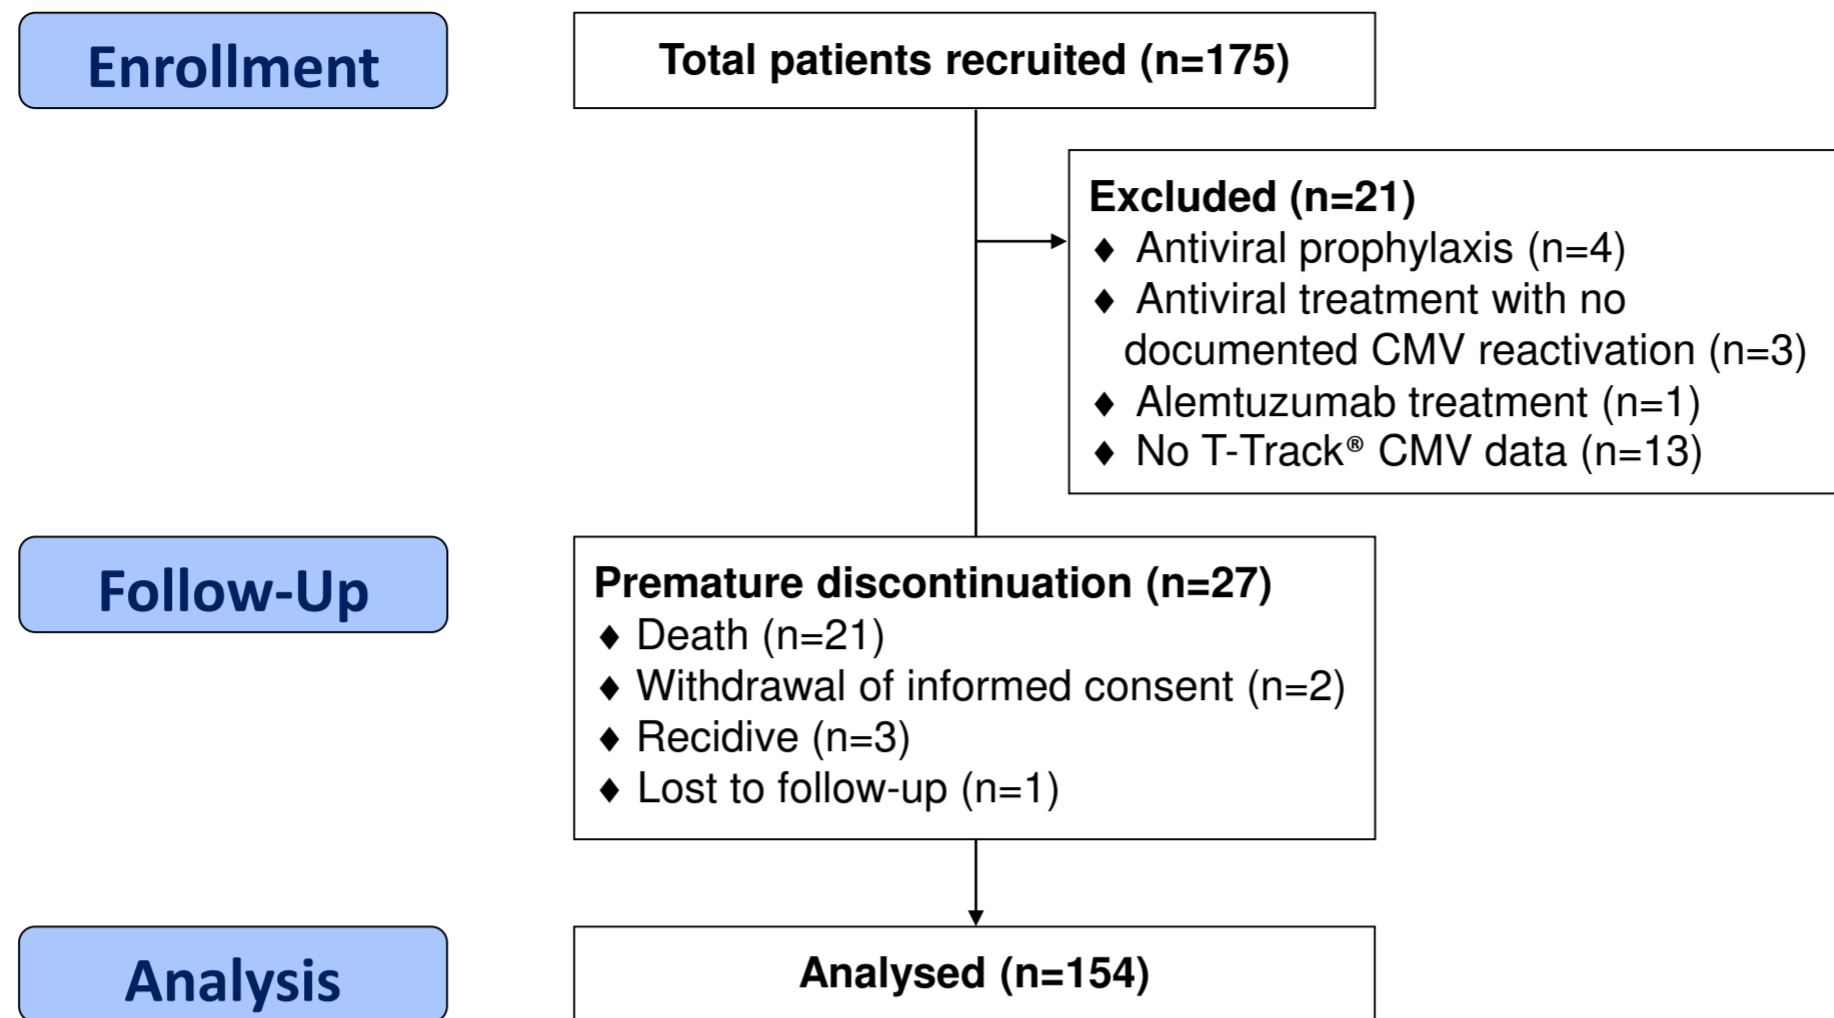 Enrollment
Total patients recruited (n=175)
Excluded (n=21)
♦ Antiviral prophylaxis (n=4)
♦ Antiviral treatment with no
documented CMV reactivation (n=3)
♦ Alemtuzumab treatment (n=1)
♦ No T-Track® CMV data (n=13)
Follow-Up
Premature discontinuation (n=27)
♦ Death (n=21)
♦ Withdrawal of informed consent (n=2)
♦ Recidive (n=3)
♦ Lost to follow-up (n=1)
Analysis
Analysed (n=154)